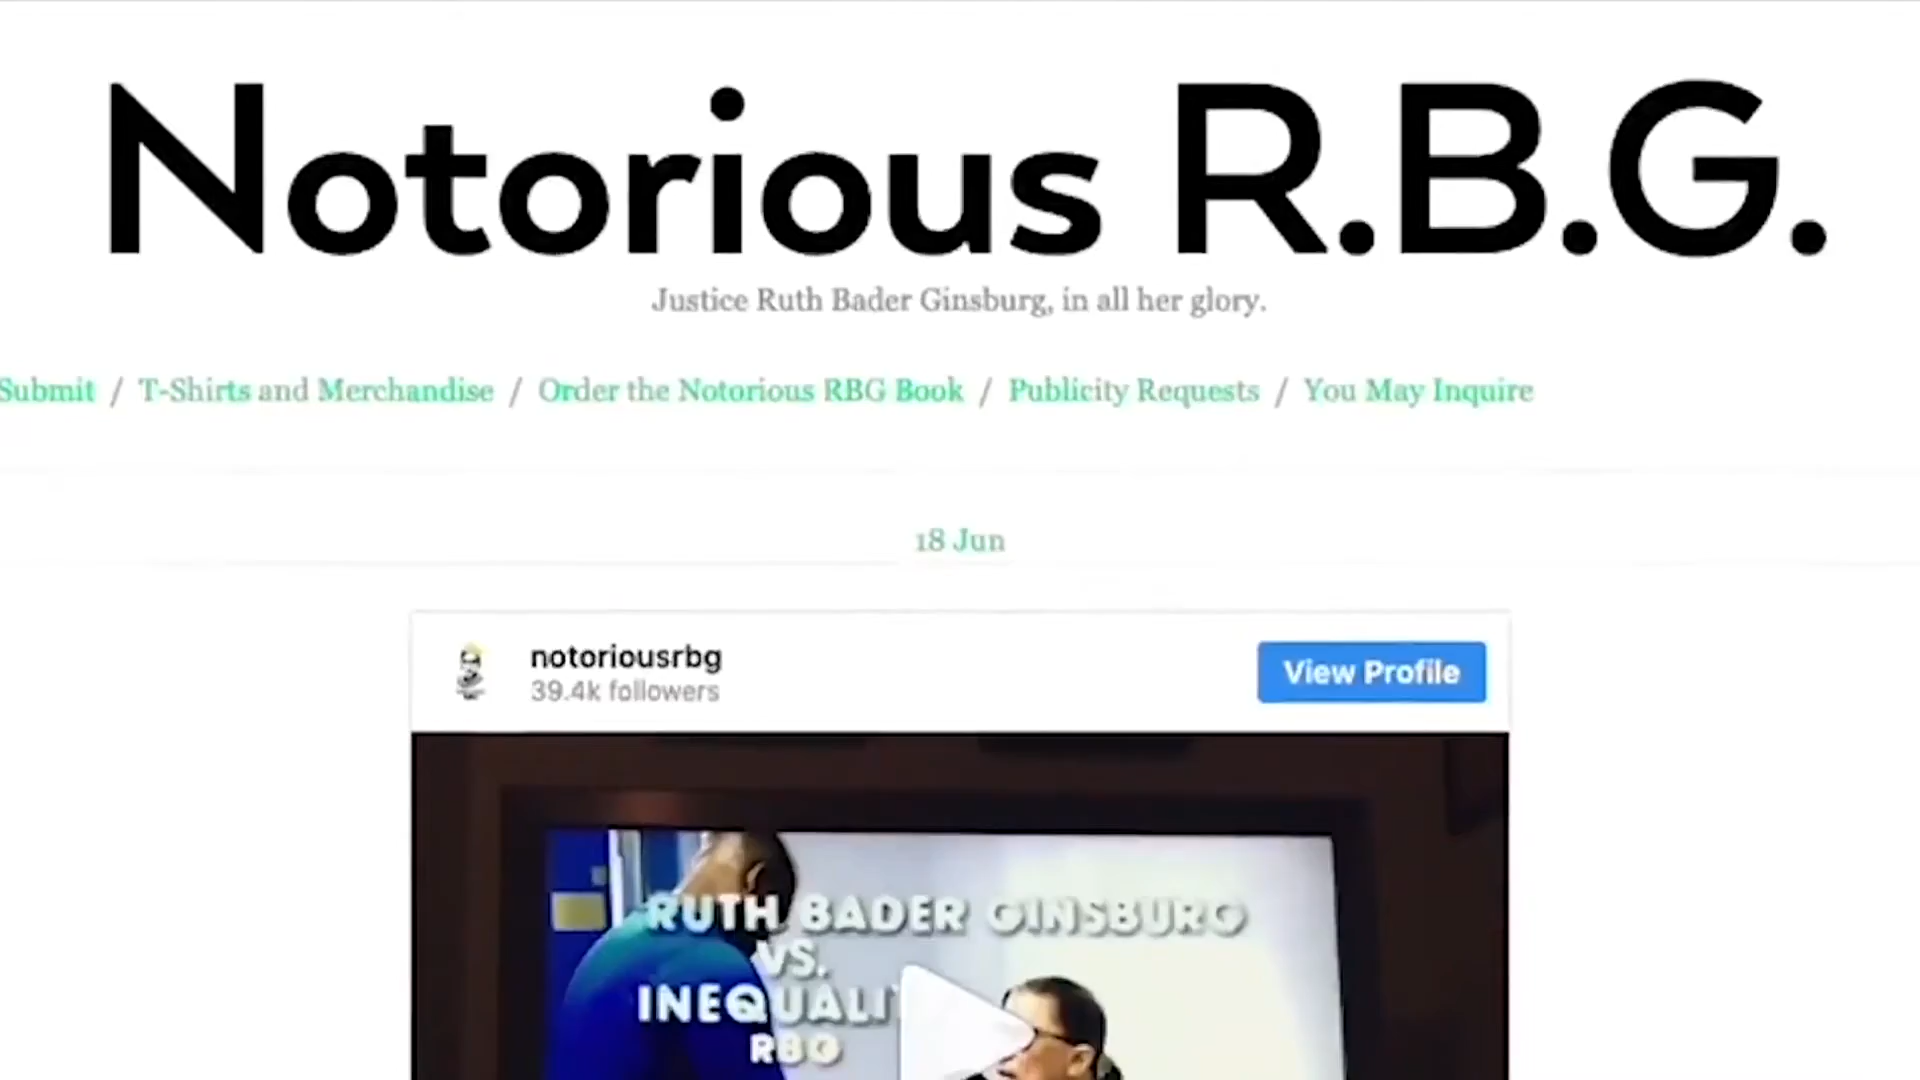 Notorious R.B.G.
Justice Ruth Bader Ginsburg, in all her glory.
Submit / T-Shirts and Merchandise / Order the Notorious RBG Book / Publicity Requests / You May Inquire
18 Jun
notoriousrbg
39.4k followers
View Profile
RUTH BADER GINSBURG
VS.
INEQUALI
RBG